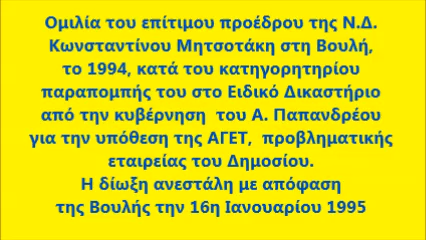 Ομιλία του επίτιμου προέδρου της Ν.Δ.
Κωνσταντίνου Μητσοτάκη στη Βουλή,
το 1994, κατά του κατηγορητηρίου
παραπομπής του στο Ειδικό Δικαστήριο
από την κυβέρνηση  του Α. Παπανδρέου
για την υπόθεση της ΑΓΕΤ,  προβληματικής
εταιρείας του Δημοσίου.
Η δίωξη ανεστάλη με απόφαση
της Βουλής την 16η Ιανουαρίου 1995